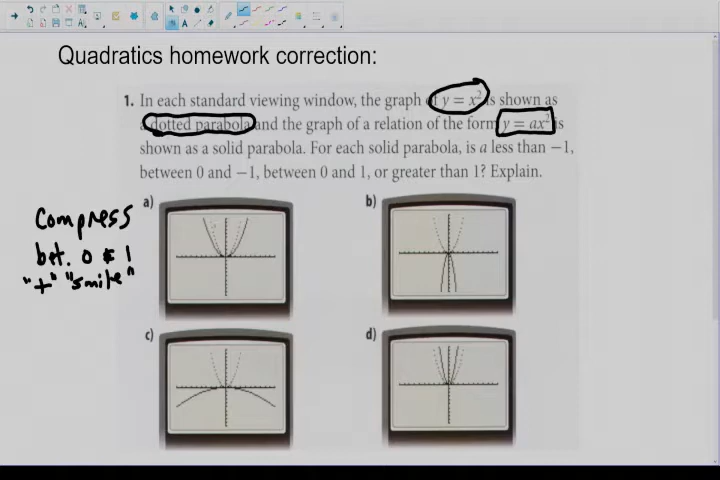 Quadratics homework correction:
1. In each standard viewing window, the graph of y = x² is shown as
a dotted parabola and the graph of a relation of the form y = ax² is
shown as a solid parabola. For each solid parabola, is a less than −1,
between 0 and −1, between 0 and 1, or greater than 1? Explain.
a)
b)
Compress
bet. 0 & 1
"+" "smile"
c)
d)